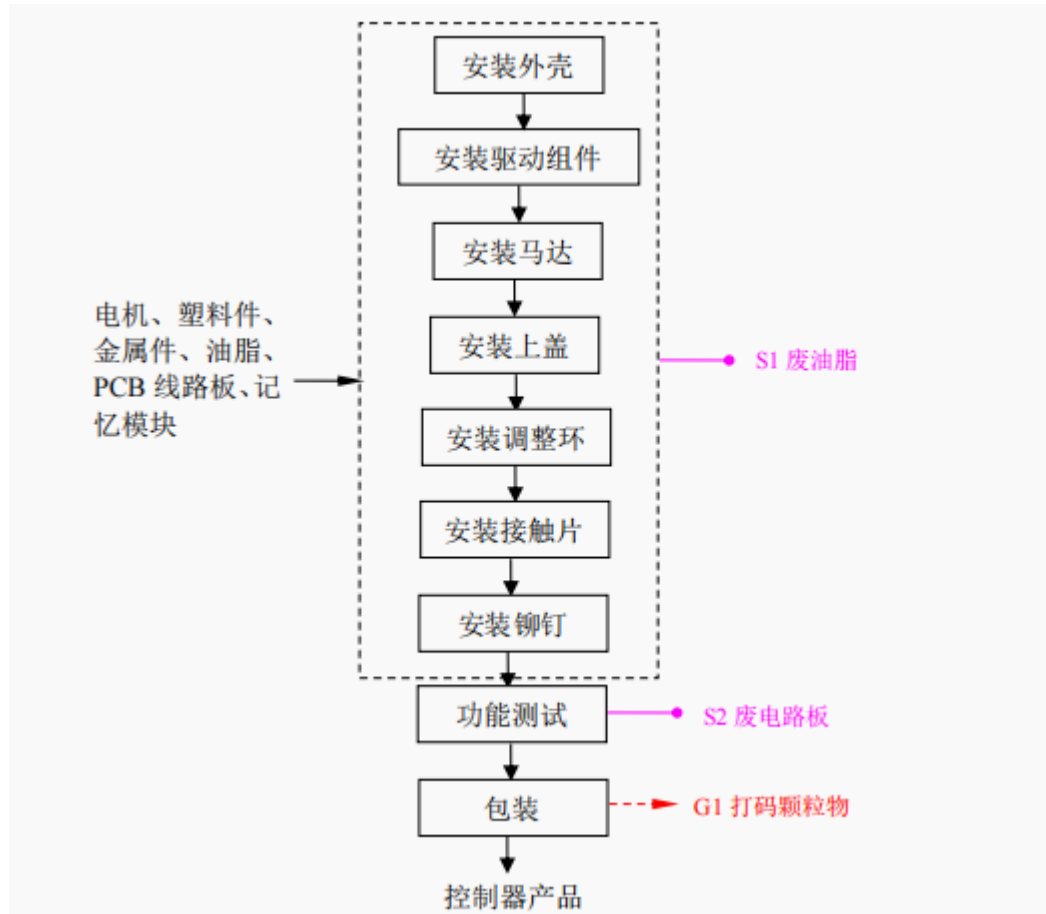 安装外壳
安装驱动组件
安装马达
电机、塑料件、
金属件、油脂、
PCB 线路板、记
忆模块
安装上盖
S1 废油脂
安装调整环
安装接触片
安装铆钉
功能测试
S2 废电路板
包装
G1 打码颗粒物
控制器产品